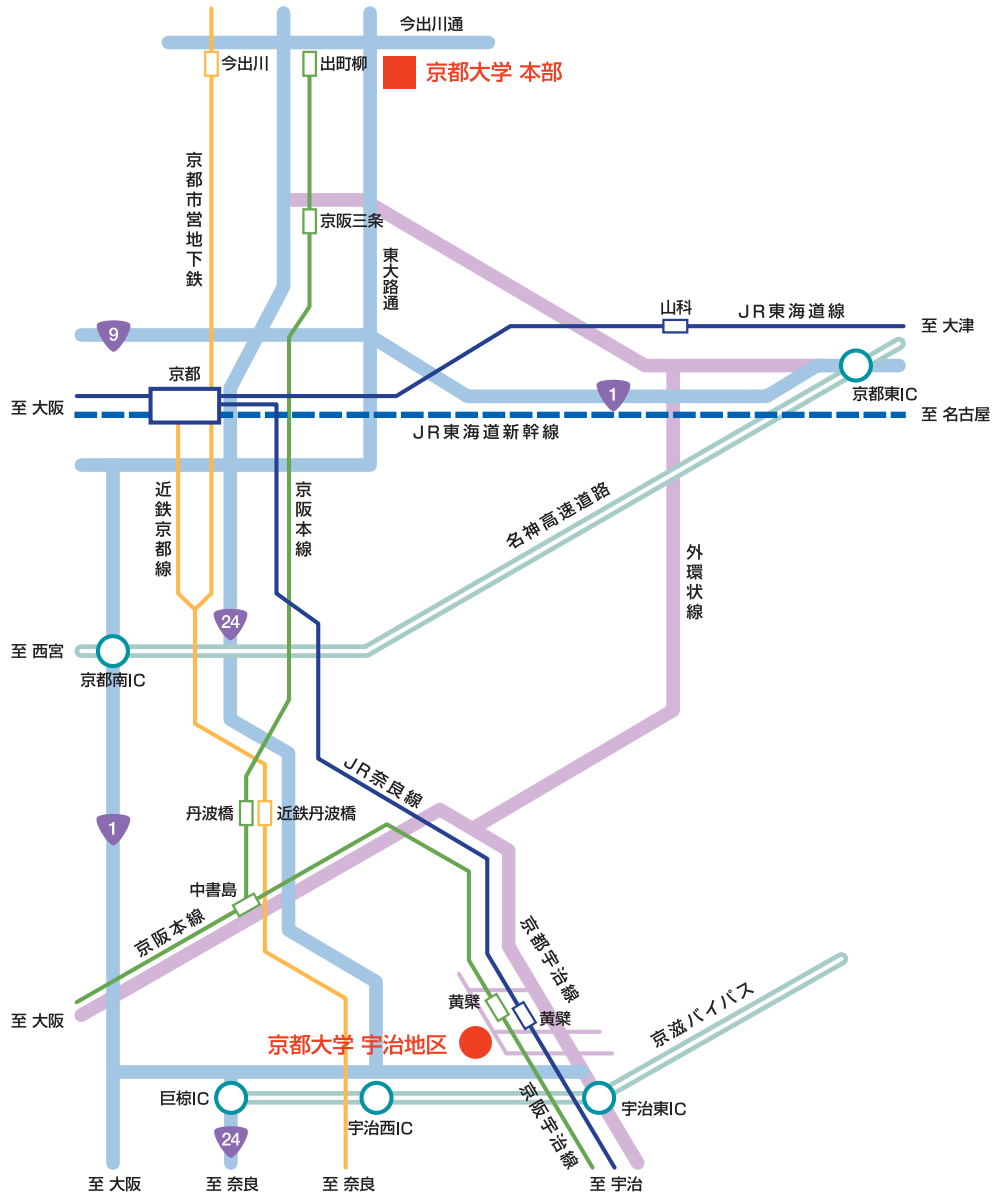 今出川通
今出川
出町柳
京都大学 本部
京都市営地下鉄
京阪三条
東大路通
山科
JR東海道線
至 大津
9
京都
1
京都東IC
至 大阪
至 名古屋
JR東海道新幹線
近鉄京都線
京阪本線
名神高速道路
外環状線
24
至 西宮
京都南IC
JR奈良線
丹波橋
近鉄丹波橋
1
中書島
京阪本線
京都宇治線
至 大阪
黄檗
黄檗
京滋バイパス
京都大学 宇治地区
巨椋IC
宇治西IC
京阪宇治線
宇治東IC
24
至 大阪
至 奈良
至 奈良
至 宇治